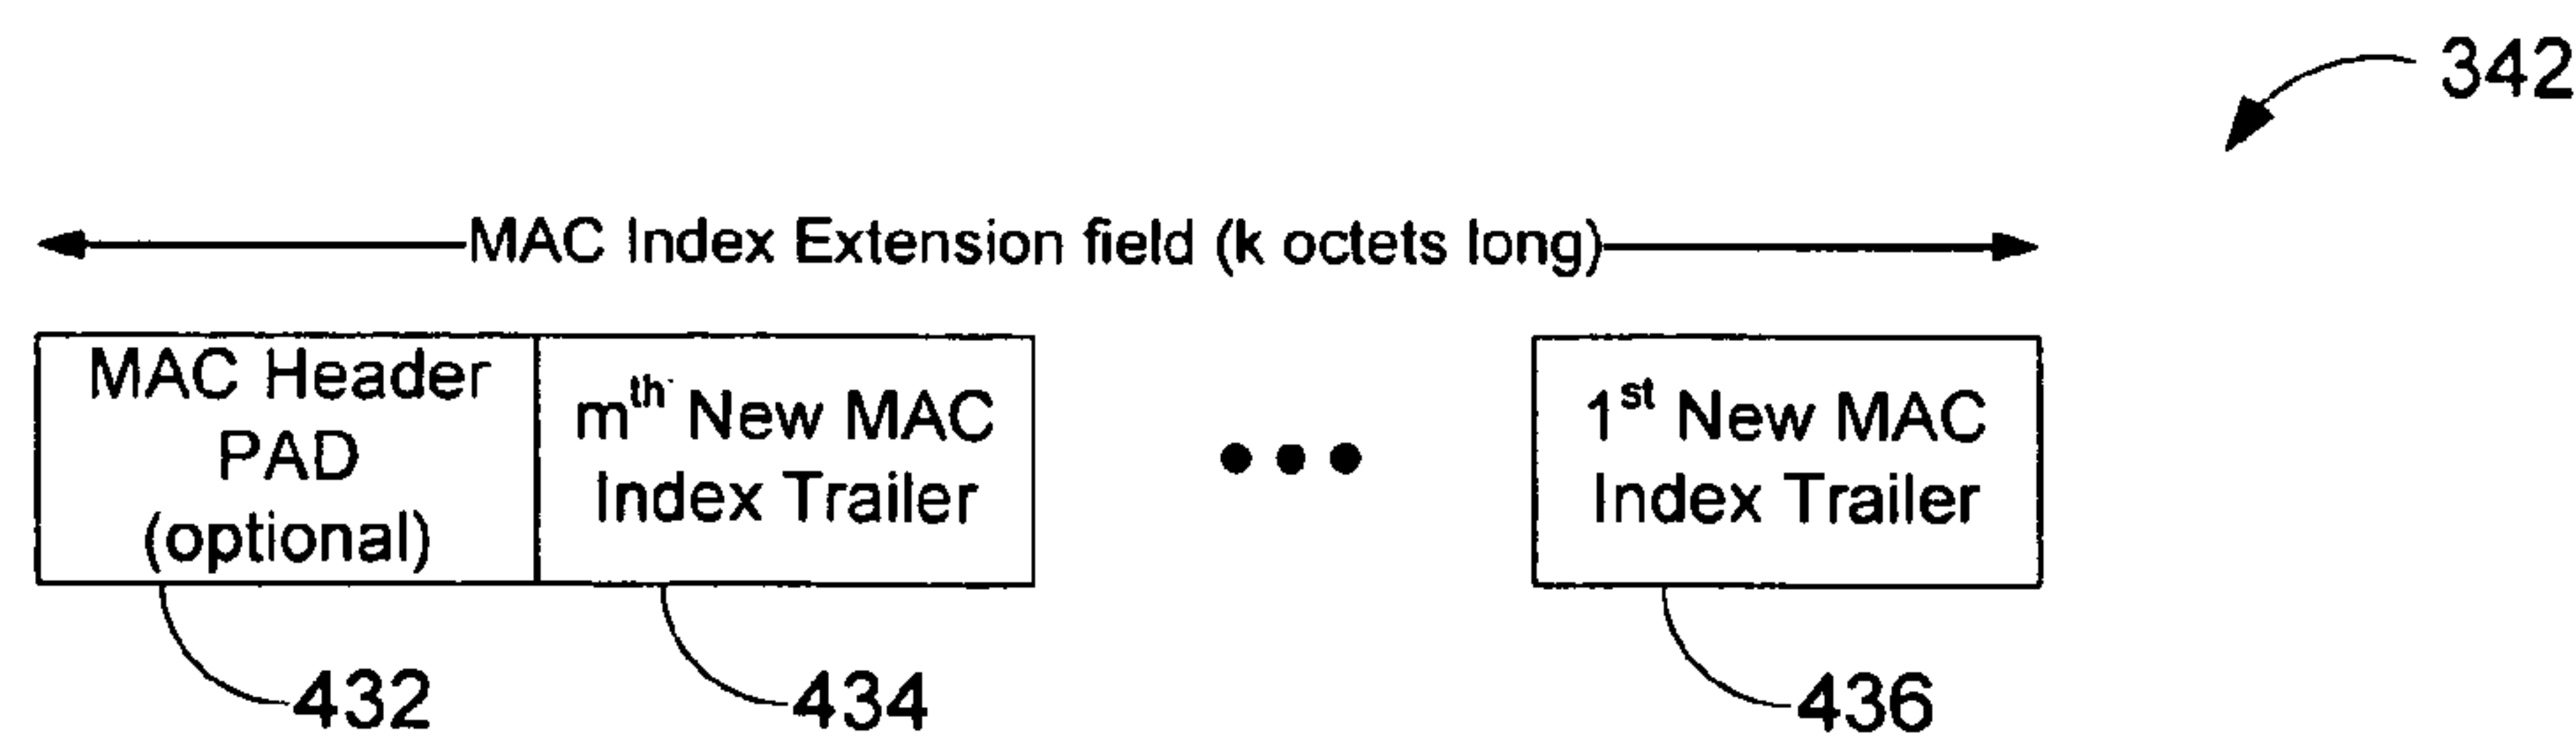 342
MAC Index Extension field (k octets long)
MAC Header
PAD
(optional)
mth New MAC
Index Trailer
1st New MAC
Index Trailer
432
434
436